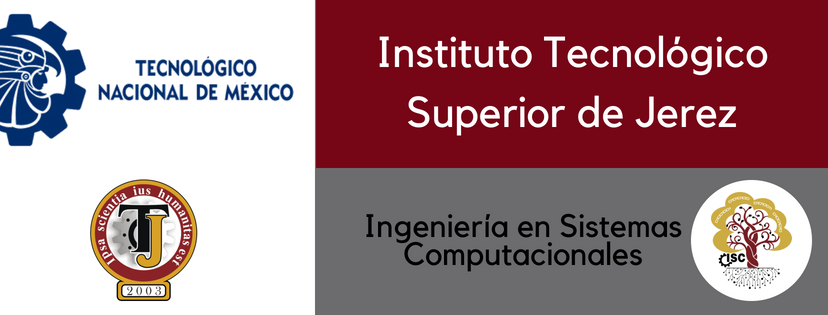 TECNOLÓGICO
NACIONAL DE MÉXICO
Instituto Tecnológico
Superior de Jerez
Ipsa scientia ius humanitas est
TJ
2003
Ingeniería en Sistemas
Computacionales
ISC